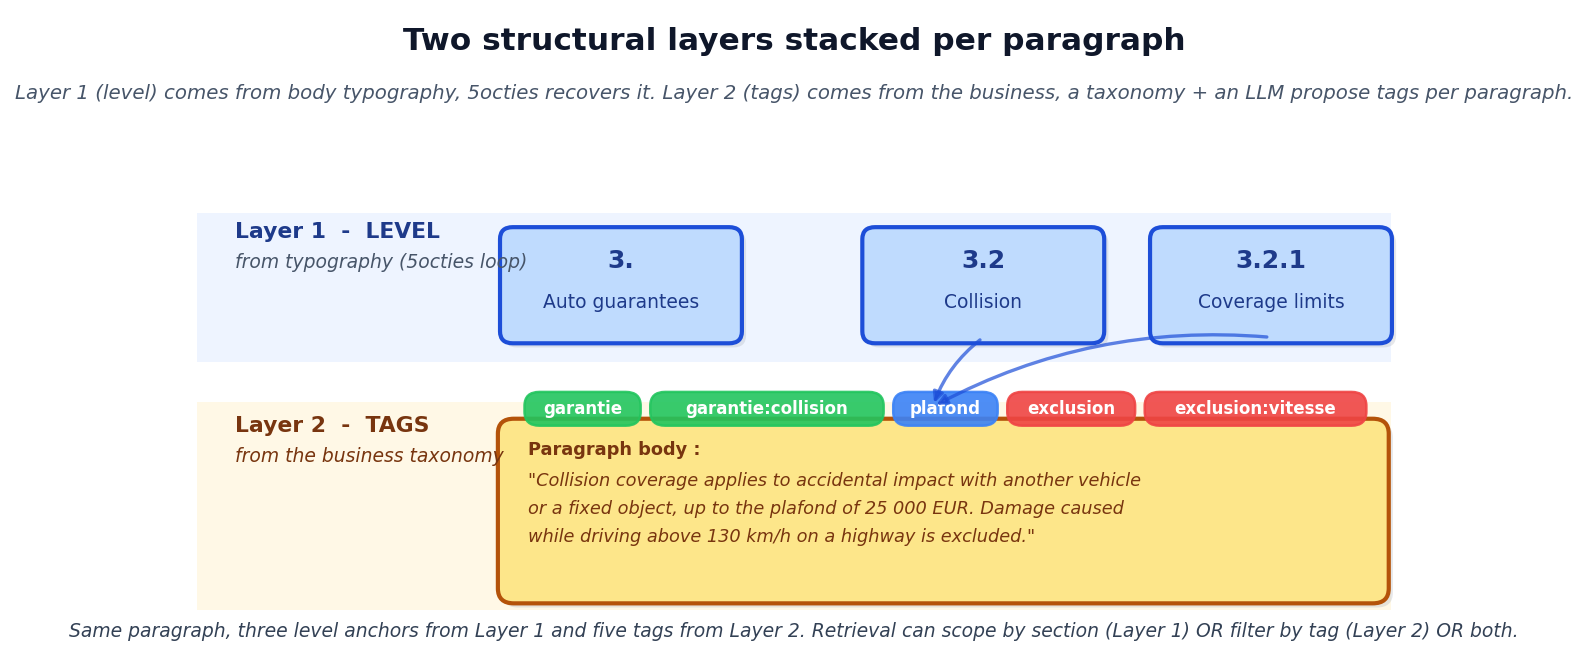 Two structural layers stacked per paragraph
Layer 1 (level) comes from body typography, 5octies recovers it. Layer 2 (tags) comes from the business, a taxonomy + an LLM propose tags per paragraph.
Layer 1 - LEVEL
from typography (5octies loop)
3.
Auto guarantees
3.2
Collision
3.2.1
Coverage limits
garantie
garantie:collision
plafond
exclusion
exclusion:vitesse
Layer 2 - TAGS
from the business taxonomy
Paragraph body :
"Collision coverage applies to accidental impact with another vehicle
or a fixed object, up to the plafond of 25 000 EUR. Damage caused
while driving above 130 km/h on a highway is excluded."
Same paragraph, three level anchors from Layer 1 and five tags from Layer 2. Retrieval can scope by section (Layer 1) OR filter by tag (Layer 2) OR both.